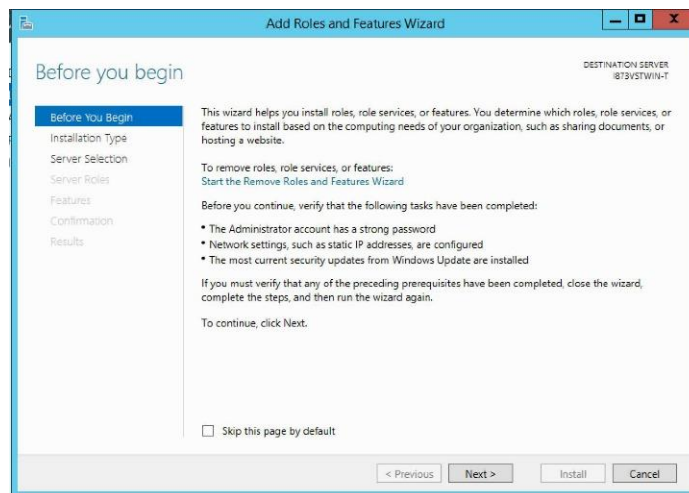 Add Roles and Features Wizard
Before you begin
DESTINATION SERVER
I873VSTWIN-T
Before You Begin
Installation Type
Server Selection
Server Roles
Features
Confirmation
Results
This wizard helps you install roles, role services, or features. You determine which roles, role services, or
features to install based on the computing needs of your organization, such as sharing documents, or
hosting a website.
To remove roles, role services, or features:
Start the Remove Roles and Features Wizard
Before you continue, verify that the following tasks have been completed:
• The Administrator account has a strong password
• Network settings, such as static IP addresses, are configured
• The most current security updates from Windows Update are installed
If you must verify that any of the preceding prerequisites have been completed, close the wizard,
complete the steps, and then run the wizard again.
To continue, click Next.
Skip this page by default
< Previous
Next >
Install
Cancel